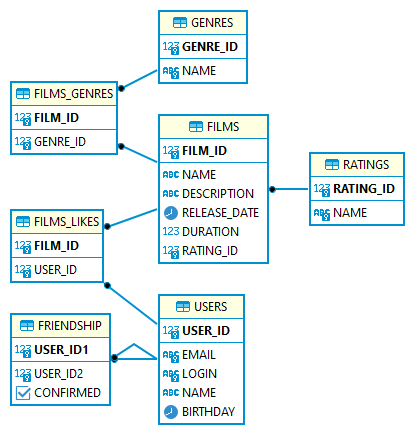 GENRES
123 GENRE_ID
ABC NAME
FILMS_GENRES
123 FILM_ID
123 GENRE_ID
FILMS
123 FILM_ID
ABC NAME
ABC DESCRIPTION
RELEASE_DATE
123 DURATION
123 RATING_ID
RATINGS
123 RATING_ID
ABC NAME
FILMS_LIKES
123 FILM_ID
123 USER_ID
USERS
123 USER_ID
ABC EMAIL
ABC LOGIN
ABC NAME
BIRTHDAY
FRIENDSHIP
123 USER_ID1
123 USER_ID2
CONFIRMED